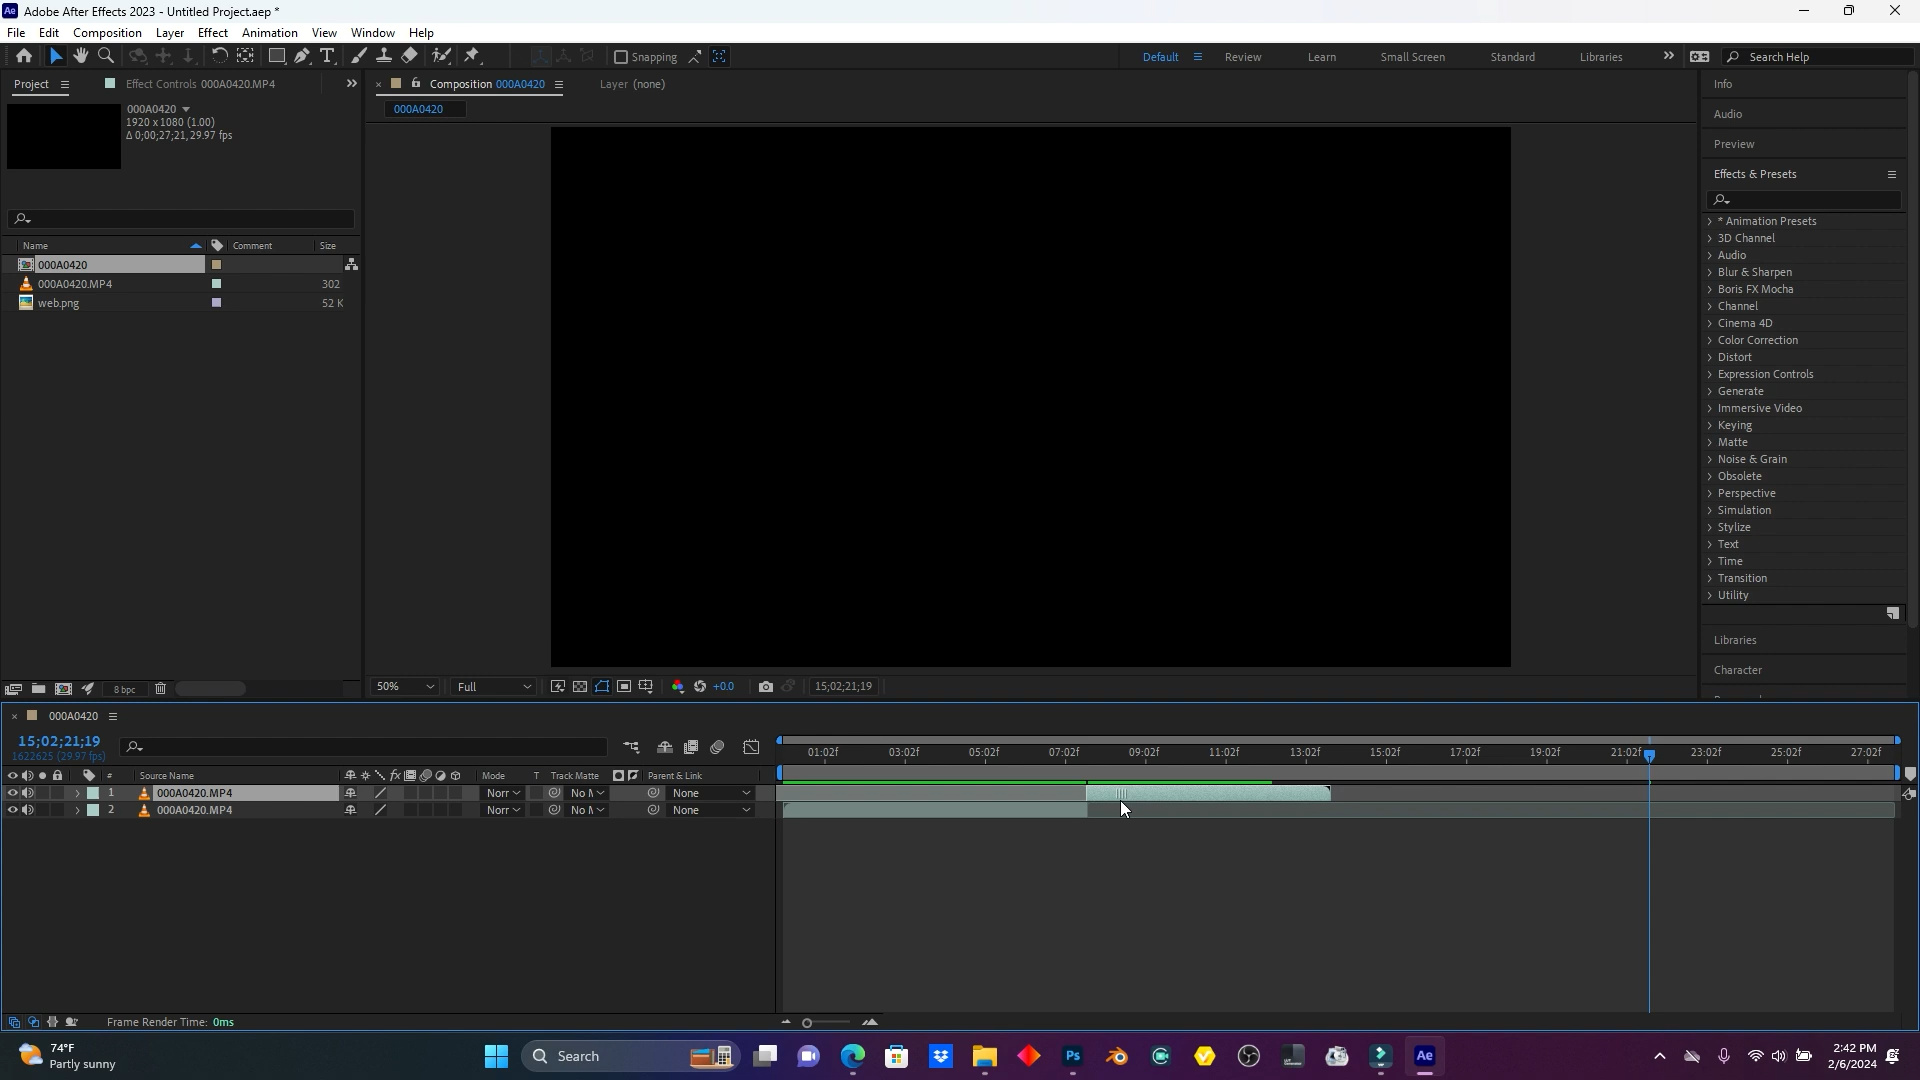 Adobe After Effects 2023 - Untitled Project.aep *
File Edit Composition Layer Effect Animation View Window Help
Snapping
Default Review Learn Small Screen Standard Libraries Search Help
Project Effect Controls 000A0420.MP4
Composition 000A0420 Layer (none)
000A0420
000A0420
1920 x 1080 (1.00)
Δ 0;00;27;21, 29.97 fps
Name Comment Size
000A0420
000A0420.MP4 302
web.png 52 K
8 bpc
50% Full +0.0 15;02;21;19
Info
Audio
Preview
Effects & Presets
* Animation Presets
3D Channel
Audio
Blur & Sharpen
Boris FX Mocha
Channel
Cinema 4D
Color Correction
Distort
Expression Controls
Generate
Immersive Video
Keying
Matte
Noise & Grain
Obsolete
Perspective
Simulation
Stylize
Text
Time
Transition
Utility
Libraries
Character
000A0420
15;02;21;19
1622625 (29.97 fps)
01:02f 03:02f 05:02f 07:02f 09:02f 11:02f 13:02f 15:02f 17:02f 19:02f 21:02f 23:02f 25:02f 27:02f
# Source Name fx Mode T Track Matte Parent & Link
1 000A0420.MP4 Norr No M None
2 000A0420.MP4 Norr No M None
Frame Render Time: 0ms
74°F
Partly sunny
Search
Ps
Ae
2:42 PM
2/6/2024